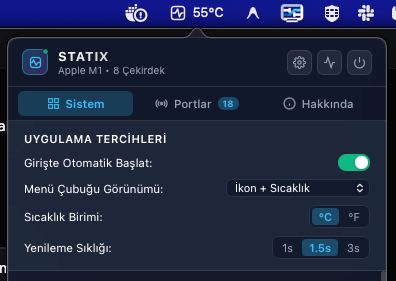 55°C
STATIX
Apple M1 • 8 Çekirdek
Sistem
Portlar 18
Hakkında
UYGULAMA TERCİHLERİ
Girişte Otomatik Başlat:
Menü Çubuğu Görünümü: İkon + Sıcaklık
Sıcaklık Birimi: °C °F
Yenileme Sıklığı: 1s 1.5s 3s